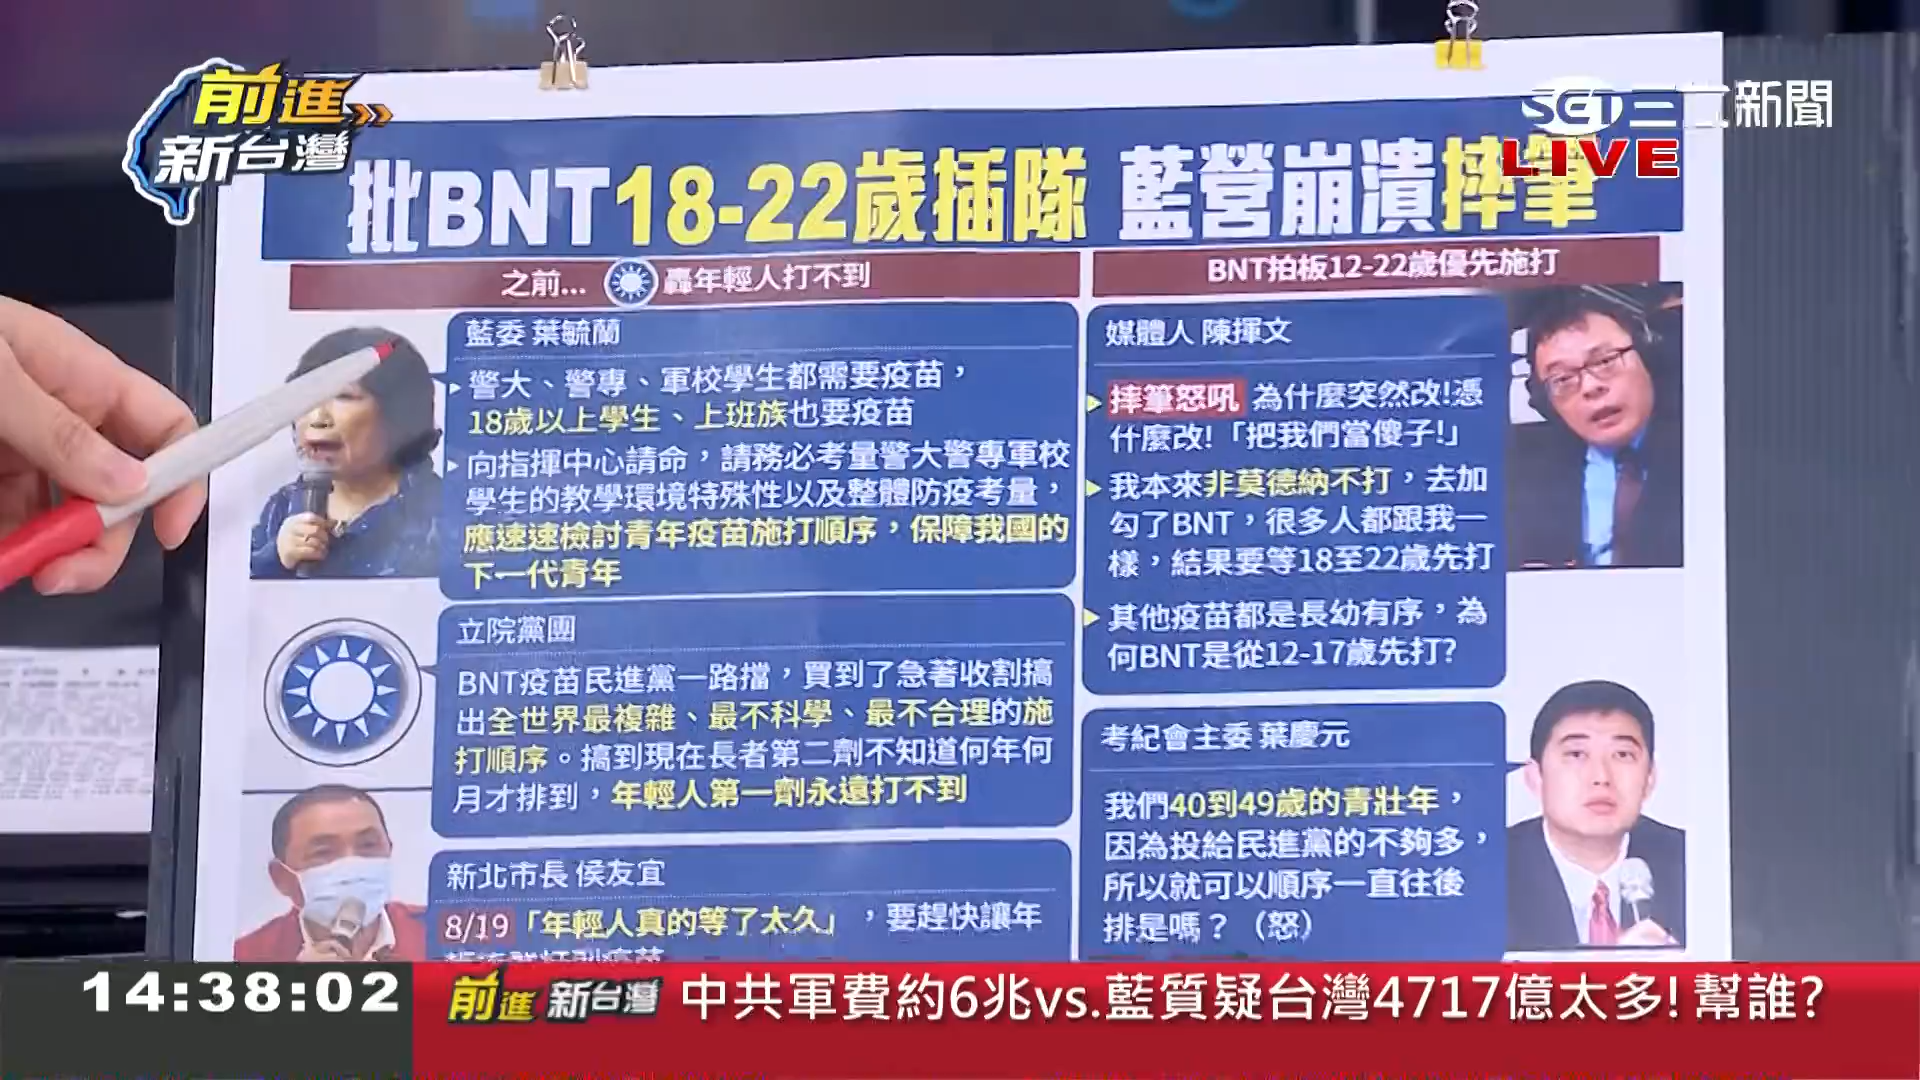 前進
新台灣
SET三立新聞
LIVE
批BNT18-22歲插隊 藍營崩潰摔筆
之前... 轟年輕人打不到
藍委 葉毓蘭
警大、警專、軍校學生都需要疫苗，
18歲以上學生、上班族也要疫苗
向指揮中心請命，請務必考量警大警專軍校
學生的教學環境特殊性以及整體防疫考量，
應速速檢討青年疫苗施打順序，保障我國的
下一代青年
立院黨團
BNT疫苗民進黨一路擋，買到了急著收割搞
出全世界最複雜、最不科學、最不合理的施
打順序。搞到現在長者第二劑不知道何年何
月才排到，年輕人第一劑永遠打不到
新北市長 侯友宜
8/19「年輕人真的等了太久」，要趕快讓年
BNT拍板12-22歲優先施打
媒體人 陳揮文
摔筆怒吼 為什麼突然改!憑
什麼改!「把我們當傻子!」
我本來非莫德納不打，去加
勾了BNT，很多人都跟我一
樣，結果要等18至22歲先打
其他疫苗都是長幼有序，為
何BNT是從12-17歲先打?
考紀會主委 葉慶元
我們40到49歲的青壯年，
因為投給民進黨的不夠多，
所以就可以順序一直往後
排是嗎？（怒）
14:38:02
前進 新台灣
中共軍費約6兆vs.藍質疑台灣4717億太多! 幫誰?